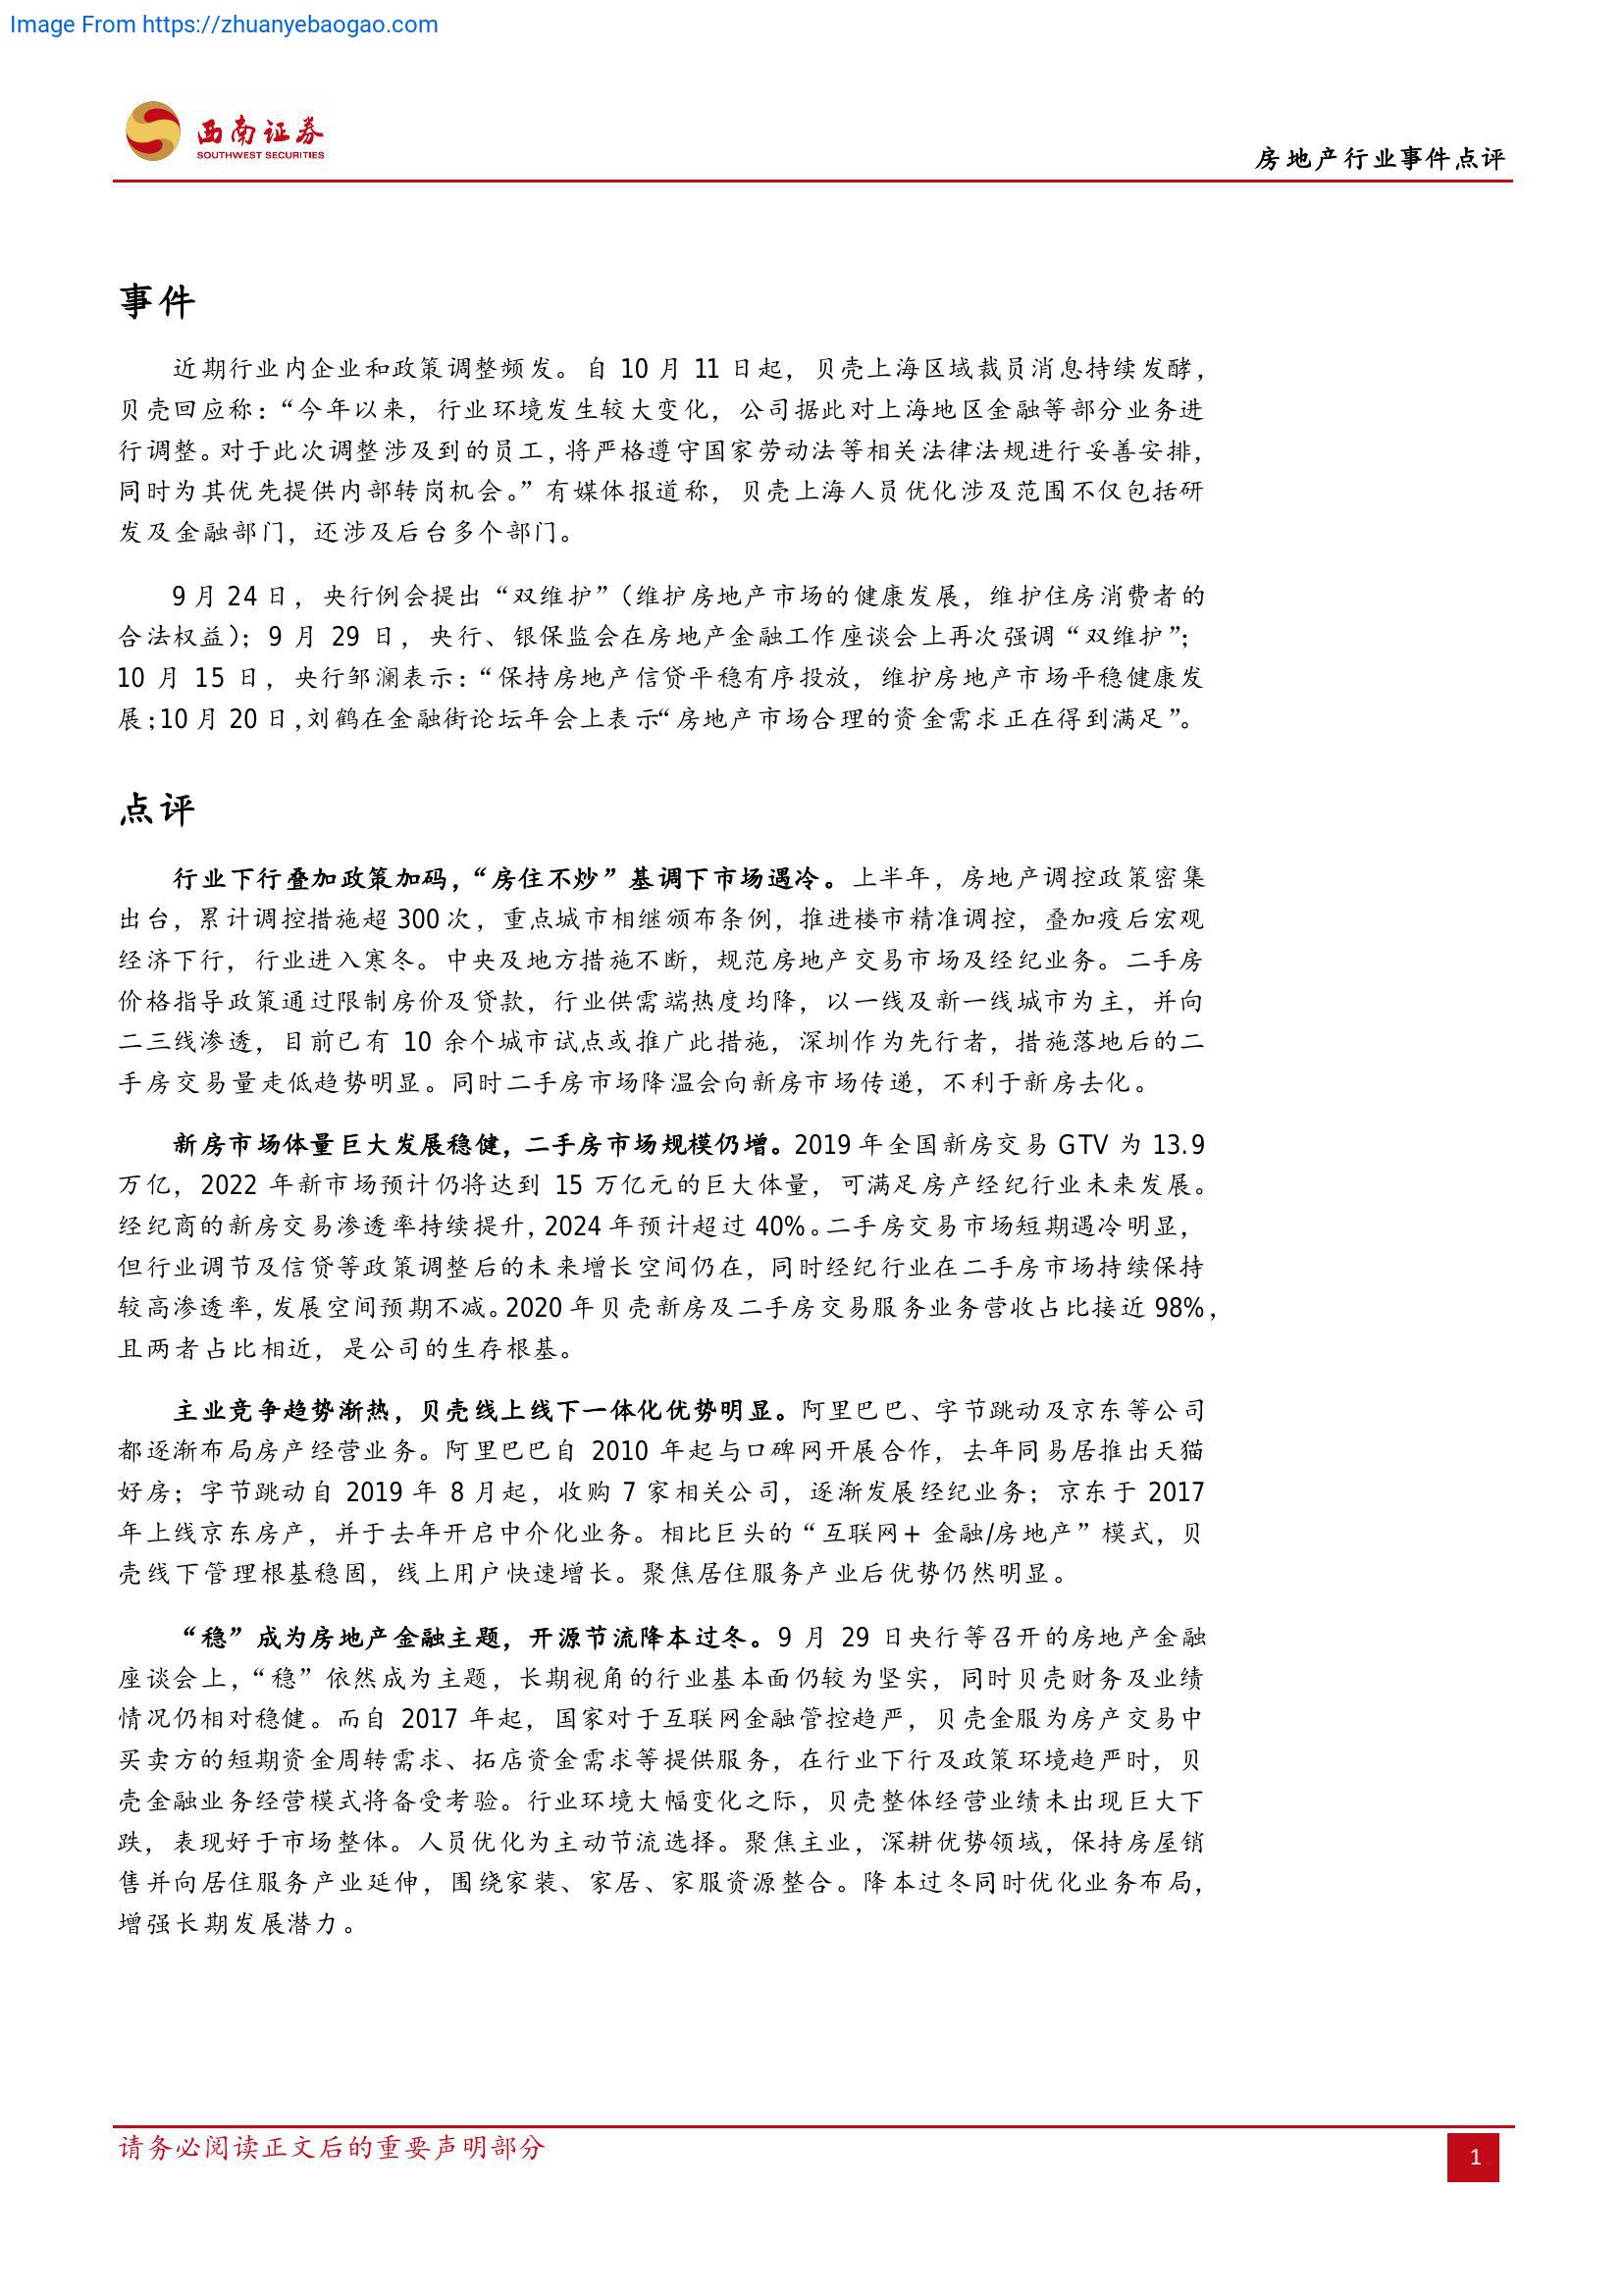 Image From https://zhuanyebaogao.com
西南证券
SOUTHWEST SECURITIES
房地产行业事件点评
事件
近期行业内企业和政策调整频发。自 10 月 11 日起，贝壳上海区域裁员消息持续发酵，
贝壳回应称：“今年以来，行业环境发生较大变化，公司据此对上海地区金融等部分业务进
行调整。对于此次调整涉及到的员工，将严格遵守国家劳动法等相关法律法规进行妥善安排，
同时为其优先提供内部转岗机会。”有媒体报道称，贝壳上海人员优化涉及范围不仅包括研
发及金融部门，还涉及后台多个部门。
9 月 24 日，央行例会提出“双维护”（维护房地产市场的健康发展，维护住房消费者的
合法权益）；9 月 29 日，央行、银保监会在房地产金融工作座谈会上再次强调“双维护”；
10 月 15 日，央行邹澜表示：“保持房地产信贷平稳有序投放，维护房地产市场平稳健康发
展；10 月 20 日，刘鹤在金融街论坛年会上表示“房地产市场合理的资金需求正在得到满足”。
点评
行业下行叠加政策加码，“房住不炒”基调下市场遇冷。上半年，房地产调控政策密集
出台，累计调控措施超 300 次，重点城市相继颁布条例，推进楼市精准调控，叠加疫后宏观
经济下行，行业进入寒冬。中央及地方措施不断，规范房地产交易市场及经纪业务。二手房
价格指导政策通过限制房价及贷款，行业供需端热度均降，以一线及新一线城市为主，并向
二三线渗透，目前已有 10 余个城市试点或推广此措施，深圳作为先行者，措施落地后的二
手房交易量走低趋势明显。同时二手房市场降温会向新房市场传递，不利于新房去化。
新房市场体量巨大发展稳健，二手房市场规模仍增。2019 年全国新房交易 GTV 为 13.9
万亿，2022 年新市场预计仍将达到 15 万亿元的巨大体量，可满足房产经纪行业未来发展。
经纪商的新房交易渗透率持续提升，2024 年预计超过 40%。二手房交易市场短期遇冷明显，
但行业调节及信贷等政策调整后的未来增长空间仍在，同时经纪行业在二手房市场持续保持
较高渗透率，发展空间预期不减。2020 年贝壳新房及二手房交易服务业务营收占比接近 98%，
且两者占比相近，是公司的生存根基。
主业竞争趋势渐热，贝壳线上线下一体化优势明显。阿里巴巴、字节跳动及京东等公司
都逐渐布局房产经营业务。阿里巴巴自 2010 年起与口碑网开展合作，去年同易居推出天猫
好房；字节跳动自 2019 年 8 月起，收购 7 家相关公司，逐渐发展经纪业务；京东于 2017
年上线京东房产，并于去年开启中介化业务。相比巨头的“互联网+ 金融/房地产”模式，贝
壳线下管理根基稳固，线上用户快速增长。聚焦居住服务产业后优势仍然明显。
“稳”成为房地产金融主题，开源节流降本过冬。9 月 29 日央行等召开的房地产金融
座谈会上，“稳”依然成为主题，长期视角的行业基本面仍较为坚实，同时贝壳财务及业绩
情况仍相对稳健。而自 2017 年起，国家对于互联网金融管控趋严，贝壳金服为房产交易中
买卖方的短期资金周转需求、拓店资金需求等提供服务，在行业下行及政策环境趋严时，贝
壳金融业务经营模式将备受考验。行业环境大幅变化之际，贝壳整体经营业绩未出现巨大下
跌，表现好于市场整体。人员优化为主动节流选择。聚焦主业，深耕优势领域，保持房屋销
售并向居住服务产业延伸，围绕家装、家居、家服资源整合。降本过冬同时优化业务布局，
增强长期发展潜力。
请务必阅读正文后的重要声明部分
1